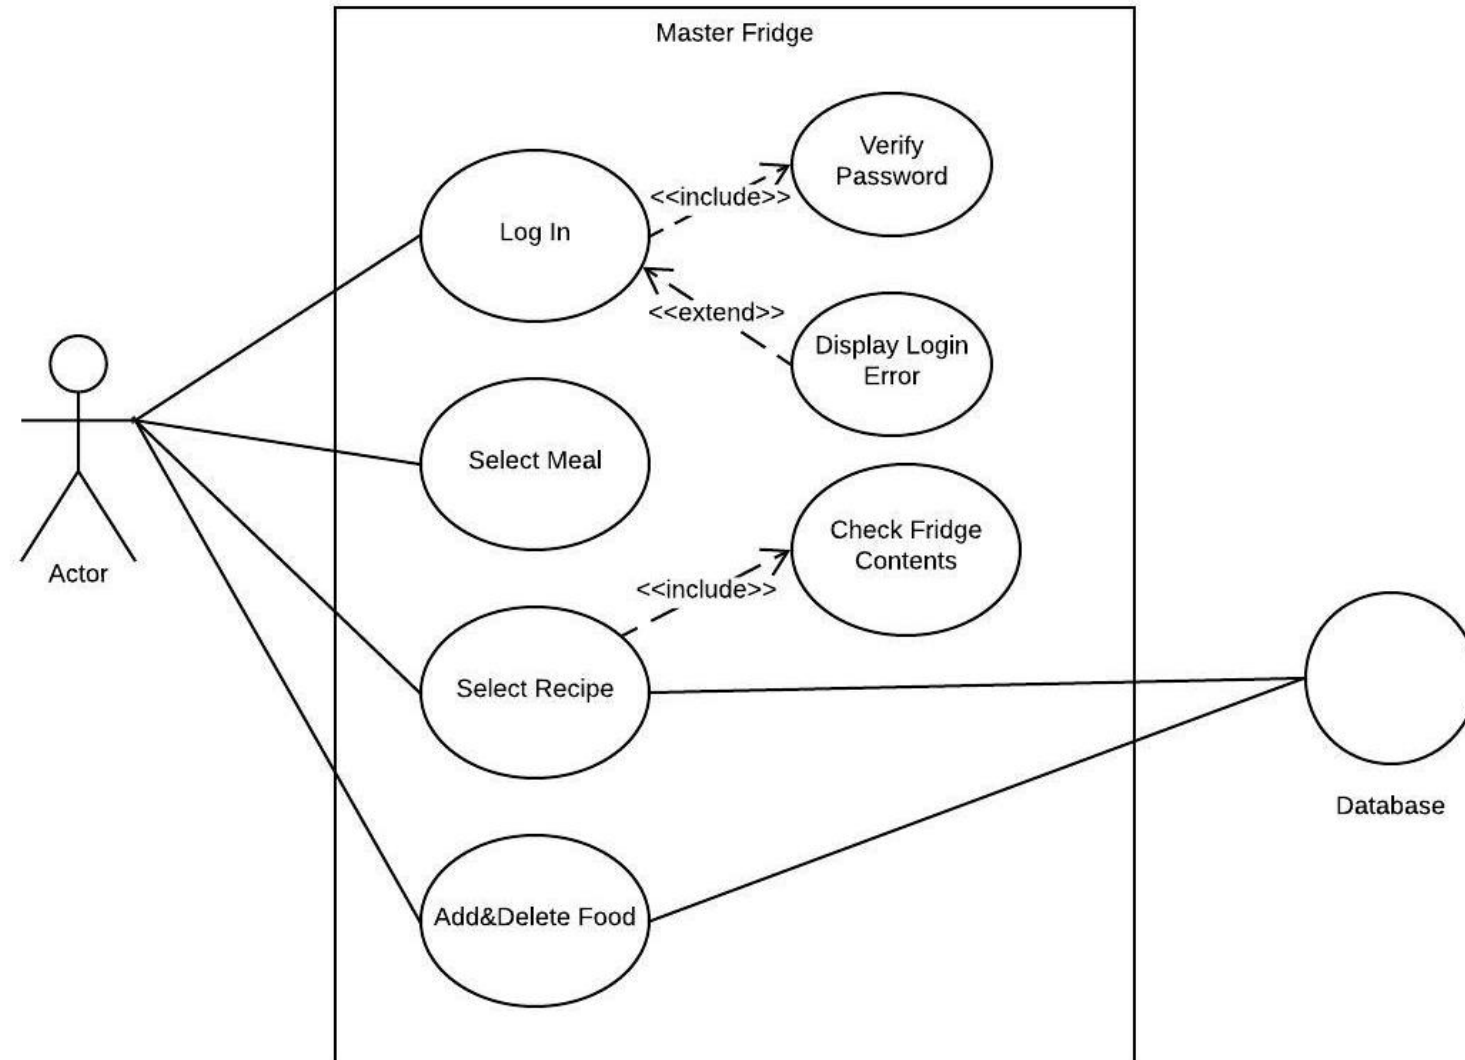 Master Fridge
Verify
Password
<<include>>
Log In
<<extend>>
Display Login
Error
Select Meal
Check Fridge
Contents
<<include>>
Actor
Select Recipe
Database
Add&Delete Food